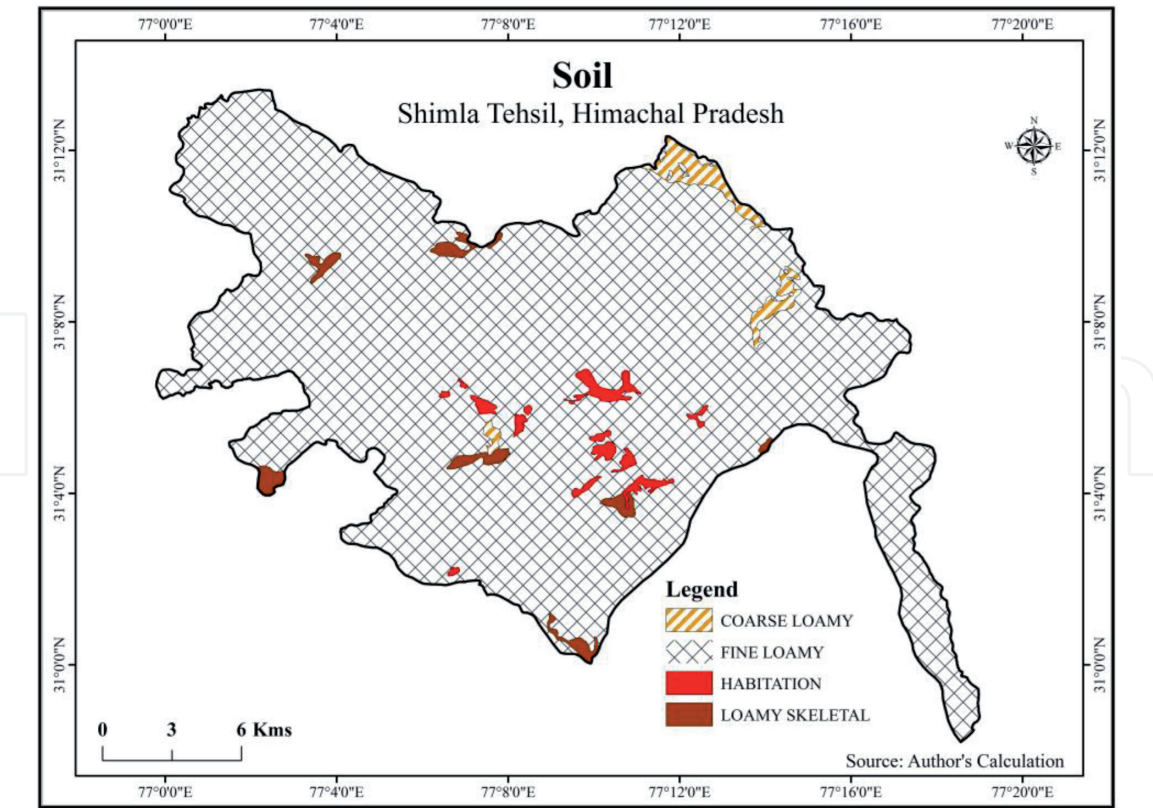 77°0'0"E 77°4'0"E 77°8'0"E 77°12'0"E 77°16'0"E 77°20'0"E
Soil
Shimla Tehsil, Himachal Pradesh
N
W E
S
31°12'0"N 31°12'0"N
31°8'0"N 31°8'0"N
31°4'0"N 31°4'0"N
31°0'0"N 31°0'0"N
Legend
COARSE LOAMY
FINE LOAMY
HABITATION
LOAMY SKELETAL
0 3 6 Kms
Source: Author's Calculation
77°0'0"E 77°4'0"E 77°8'0"E 77°12'0"E 77°16'0"E 77°20'0"E